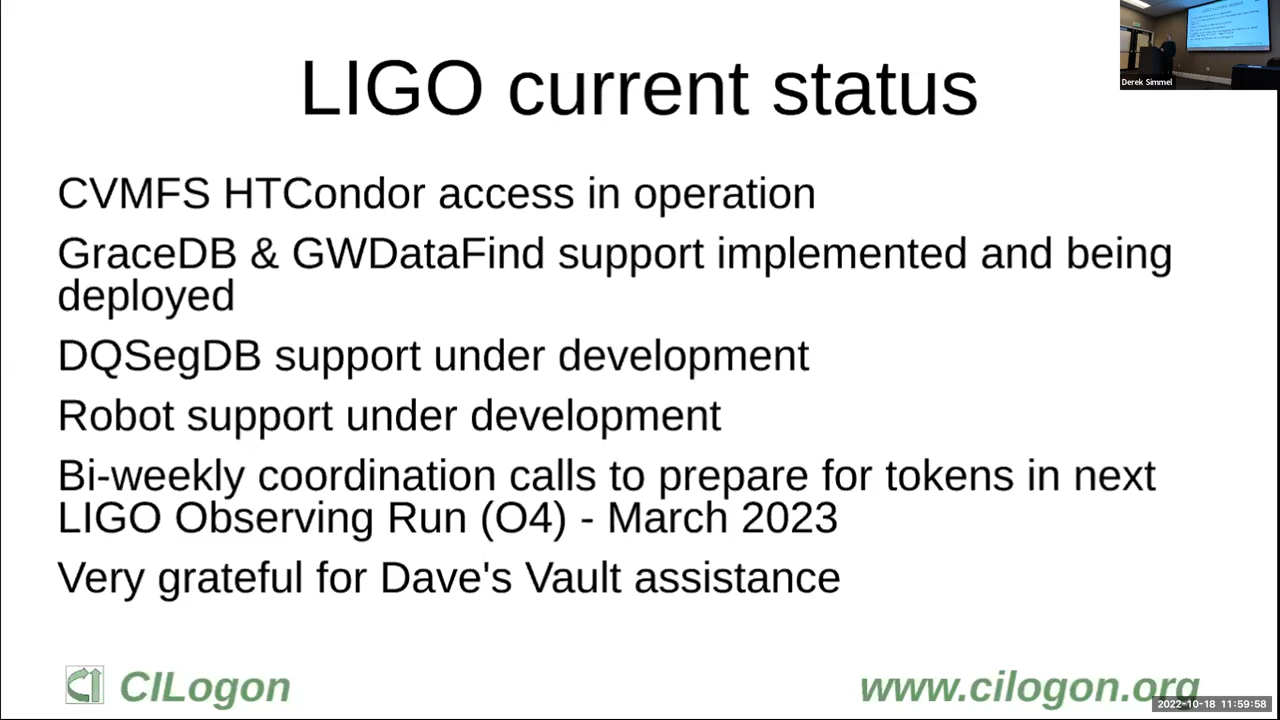 LIGO current status
Derek Simmel
CVMFS HTCondor access in operation
GraceDB & GWDataFind support implemented and being
deployed
DQSegDB support under development
Robot support under development
Bi-weekly coordination calls to prepare for tokens in next
LIGO Observing Run (O4) - March 2023
Very grateful for Dave's Vault assistance
CILogon
www.cilogon.org
2022-10-18 11:59:58